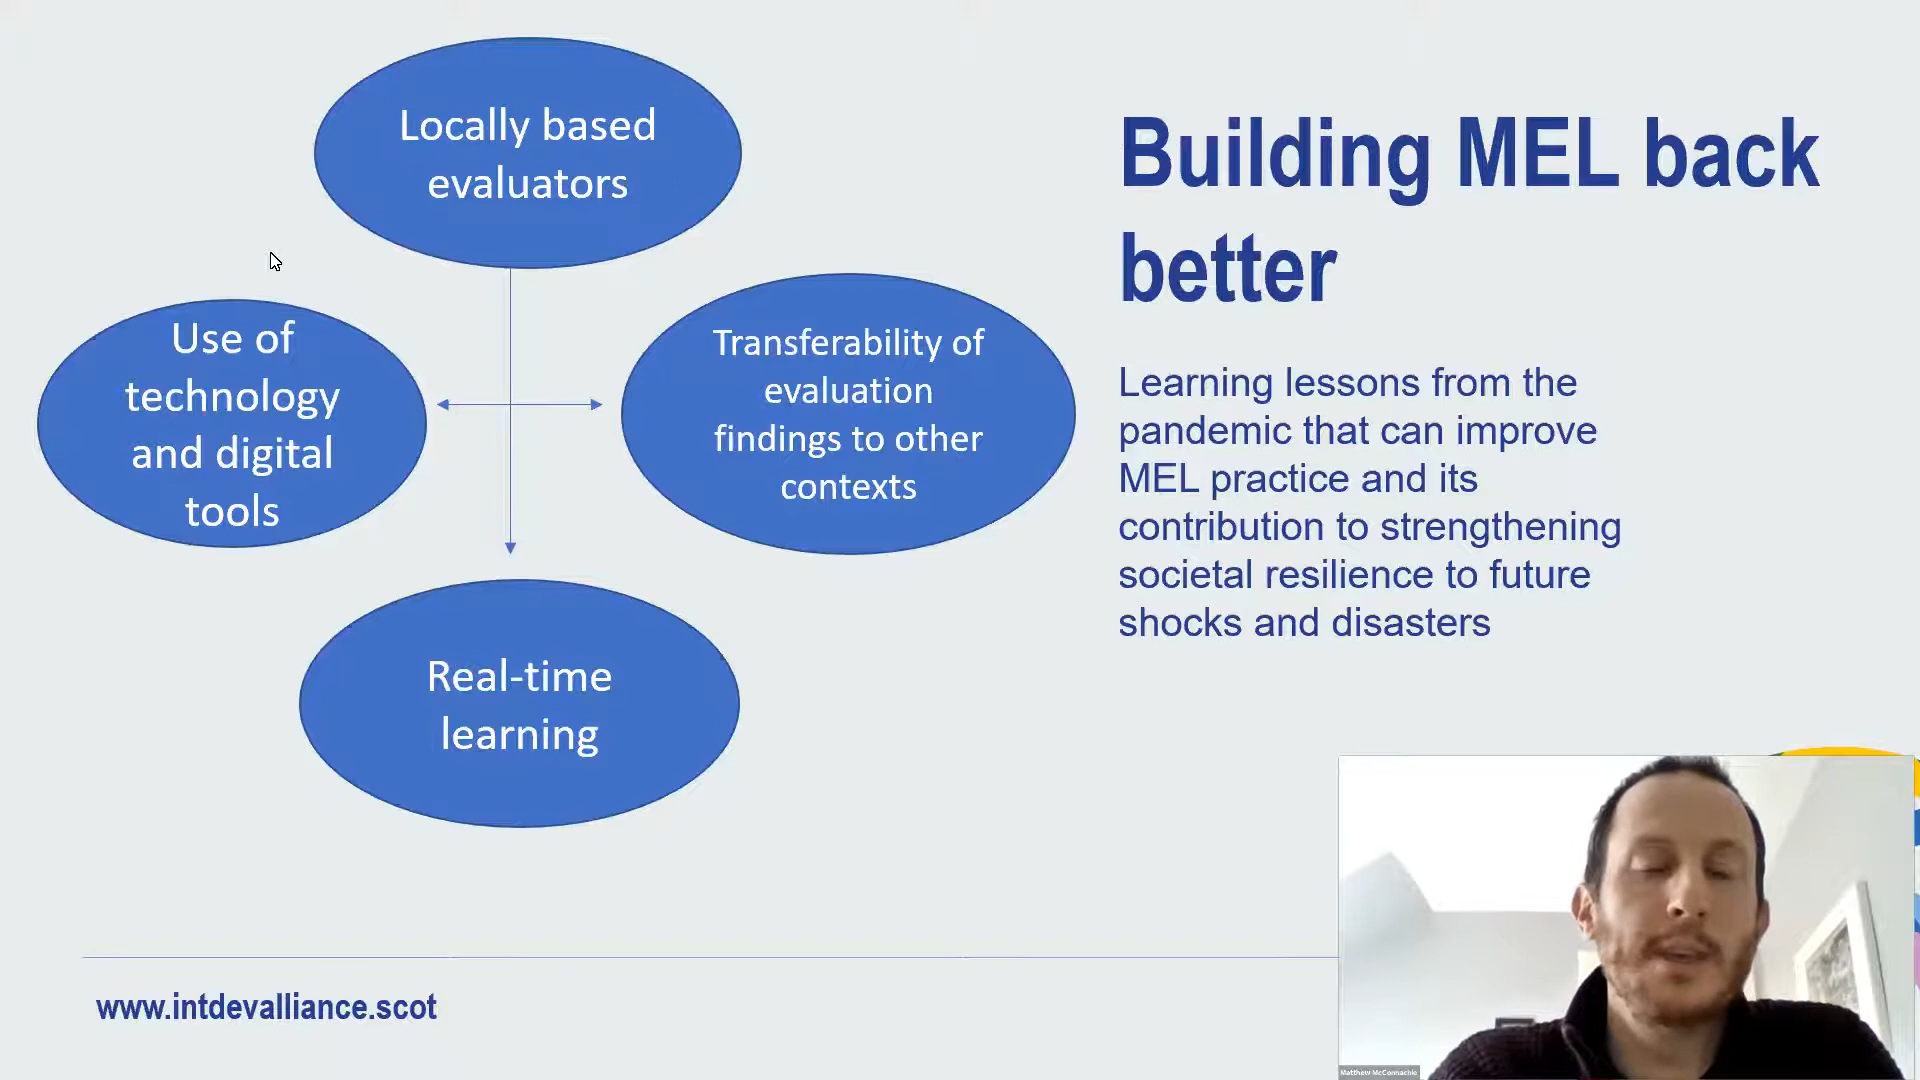 Locally based
evaluators
Use of
technology
and digital
tools
Transferability of
evaluation
findings to other
contexts
Real-time
learning
Building MEL back
better
Learning lessons from the
pandemic that can improve
MEL practice and its
contribution to strengthening
societal resilience to future
shocks and disasters
www.intdevalliance.scot
Matthew McConnachie